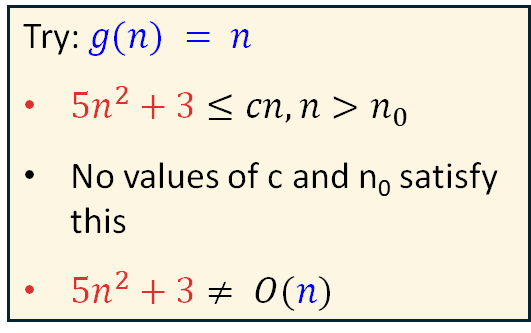 Try: g(n) = n
• 5n² + 3 ≤ cn, n > n₀
• No values of c and n₀ satisfy
this
• 5n² + 3 ≠ O(n)